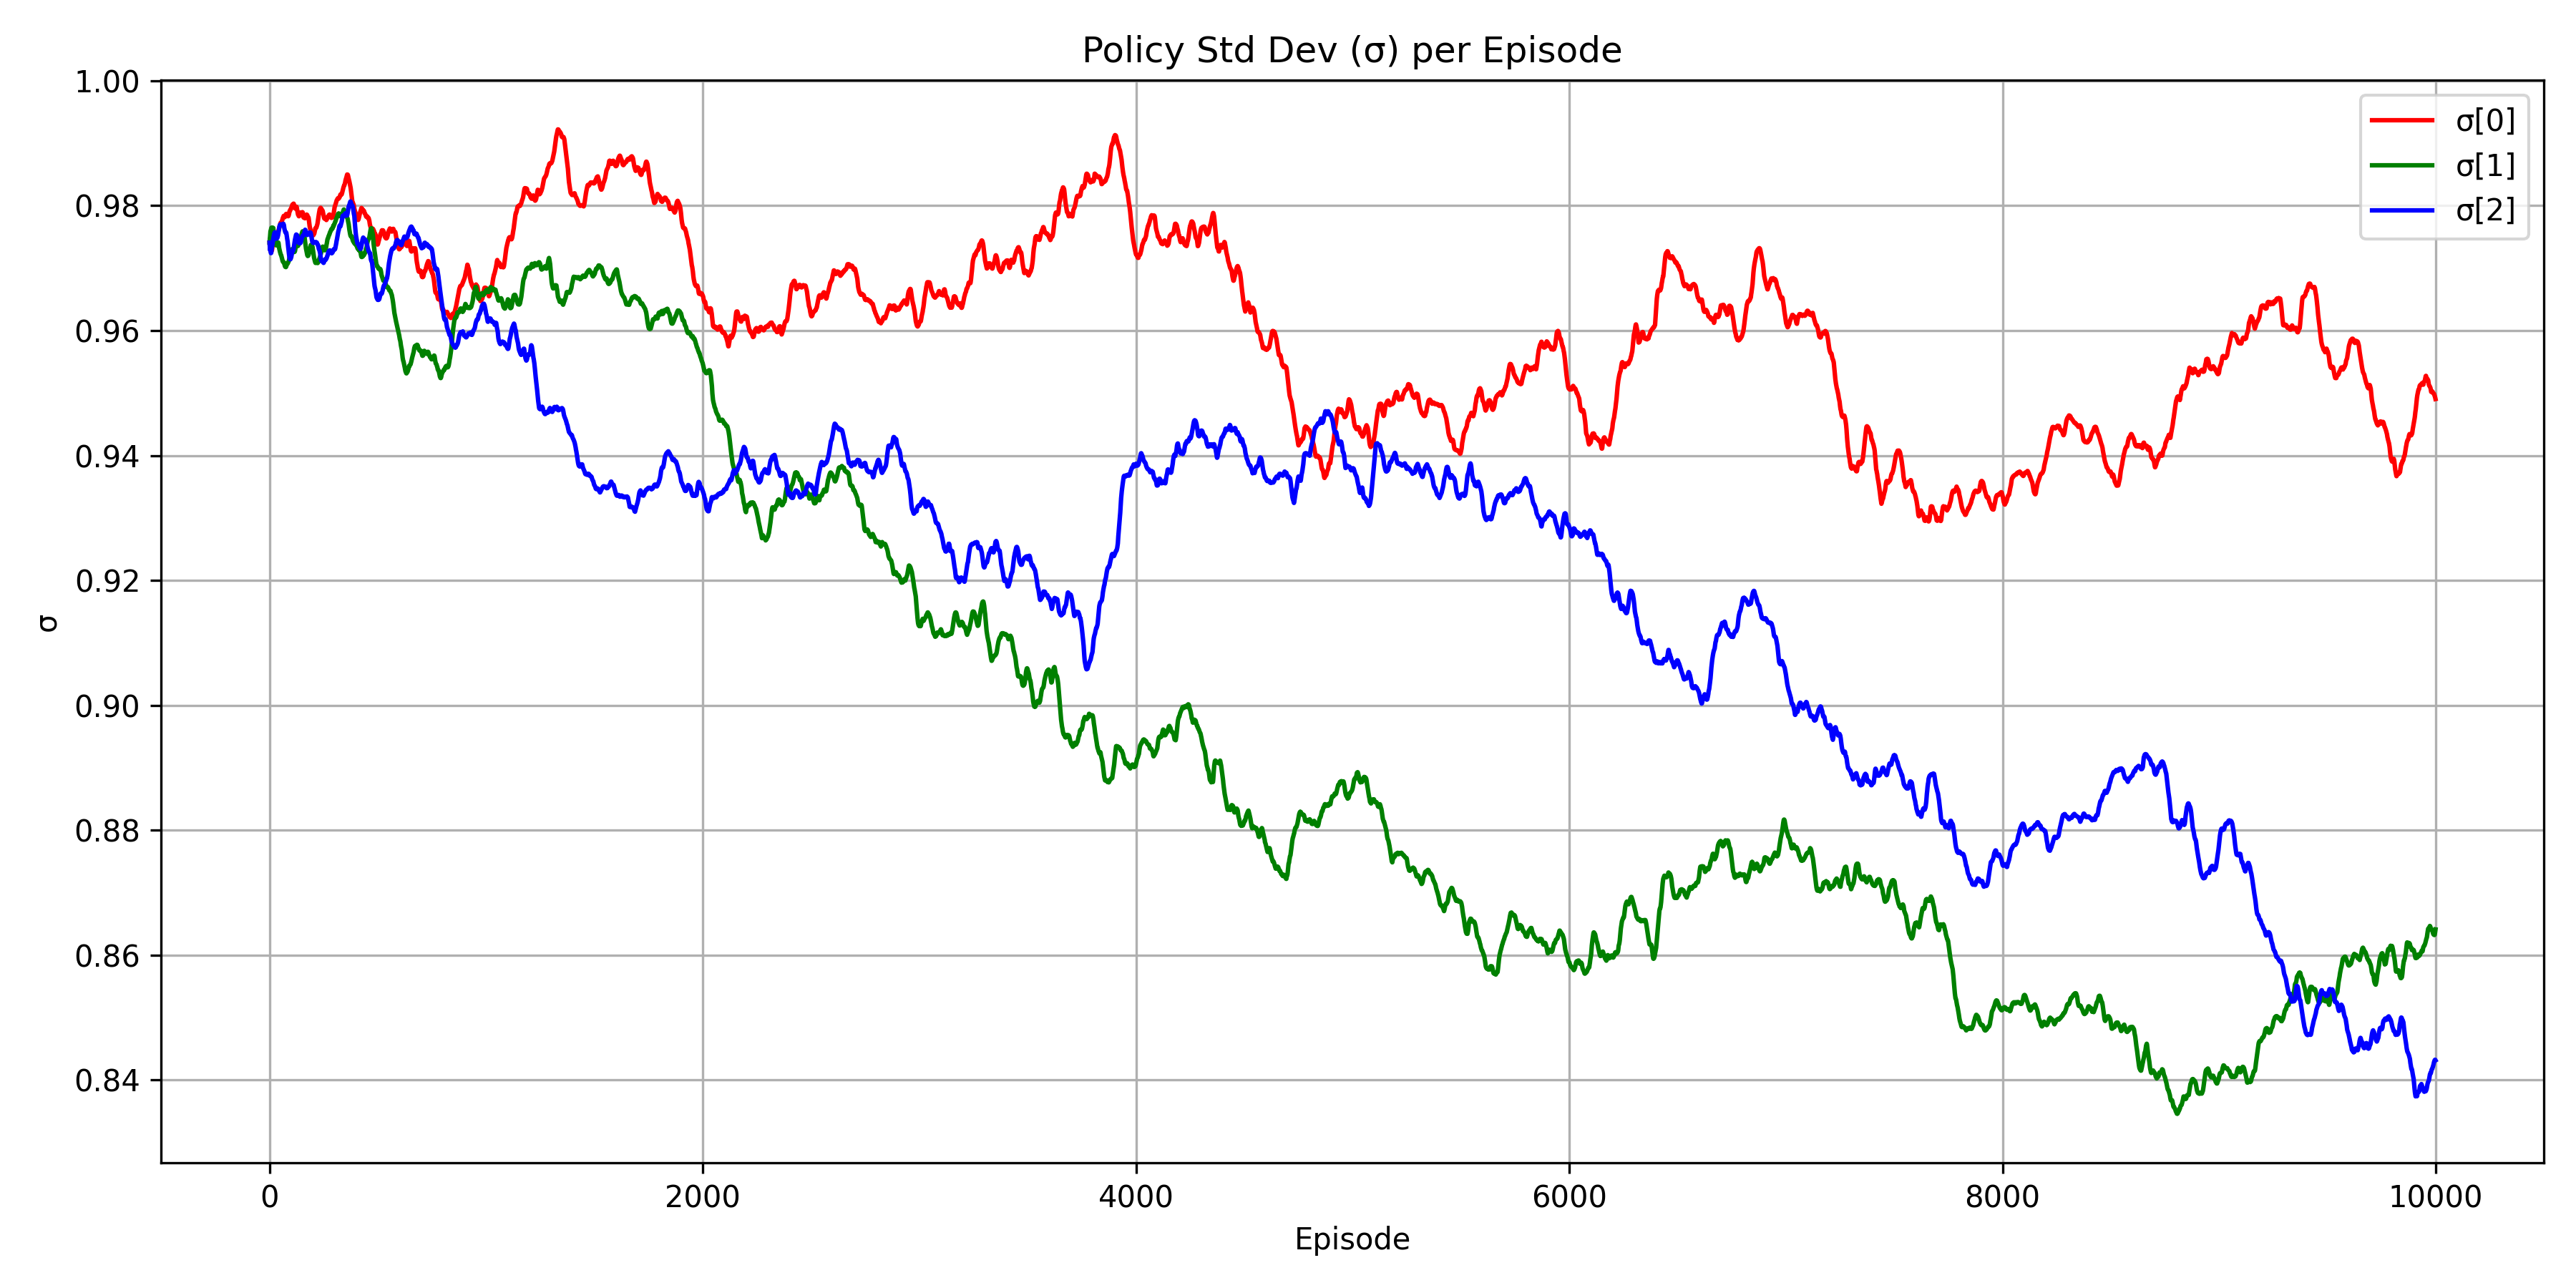 Policy Std Dev (σ) per Episode
1.00
0.98
0.96
0.94
0.92
0.90
0.88
0.86
0.84
σ
σ[0]
σ[1]
σ[2]
0 2000 4000 6000 8000 10000
Episode